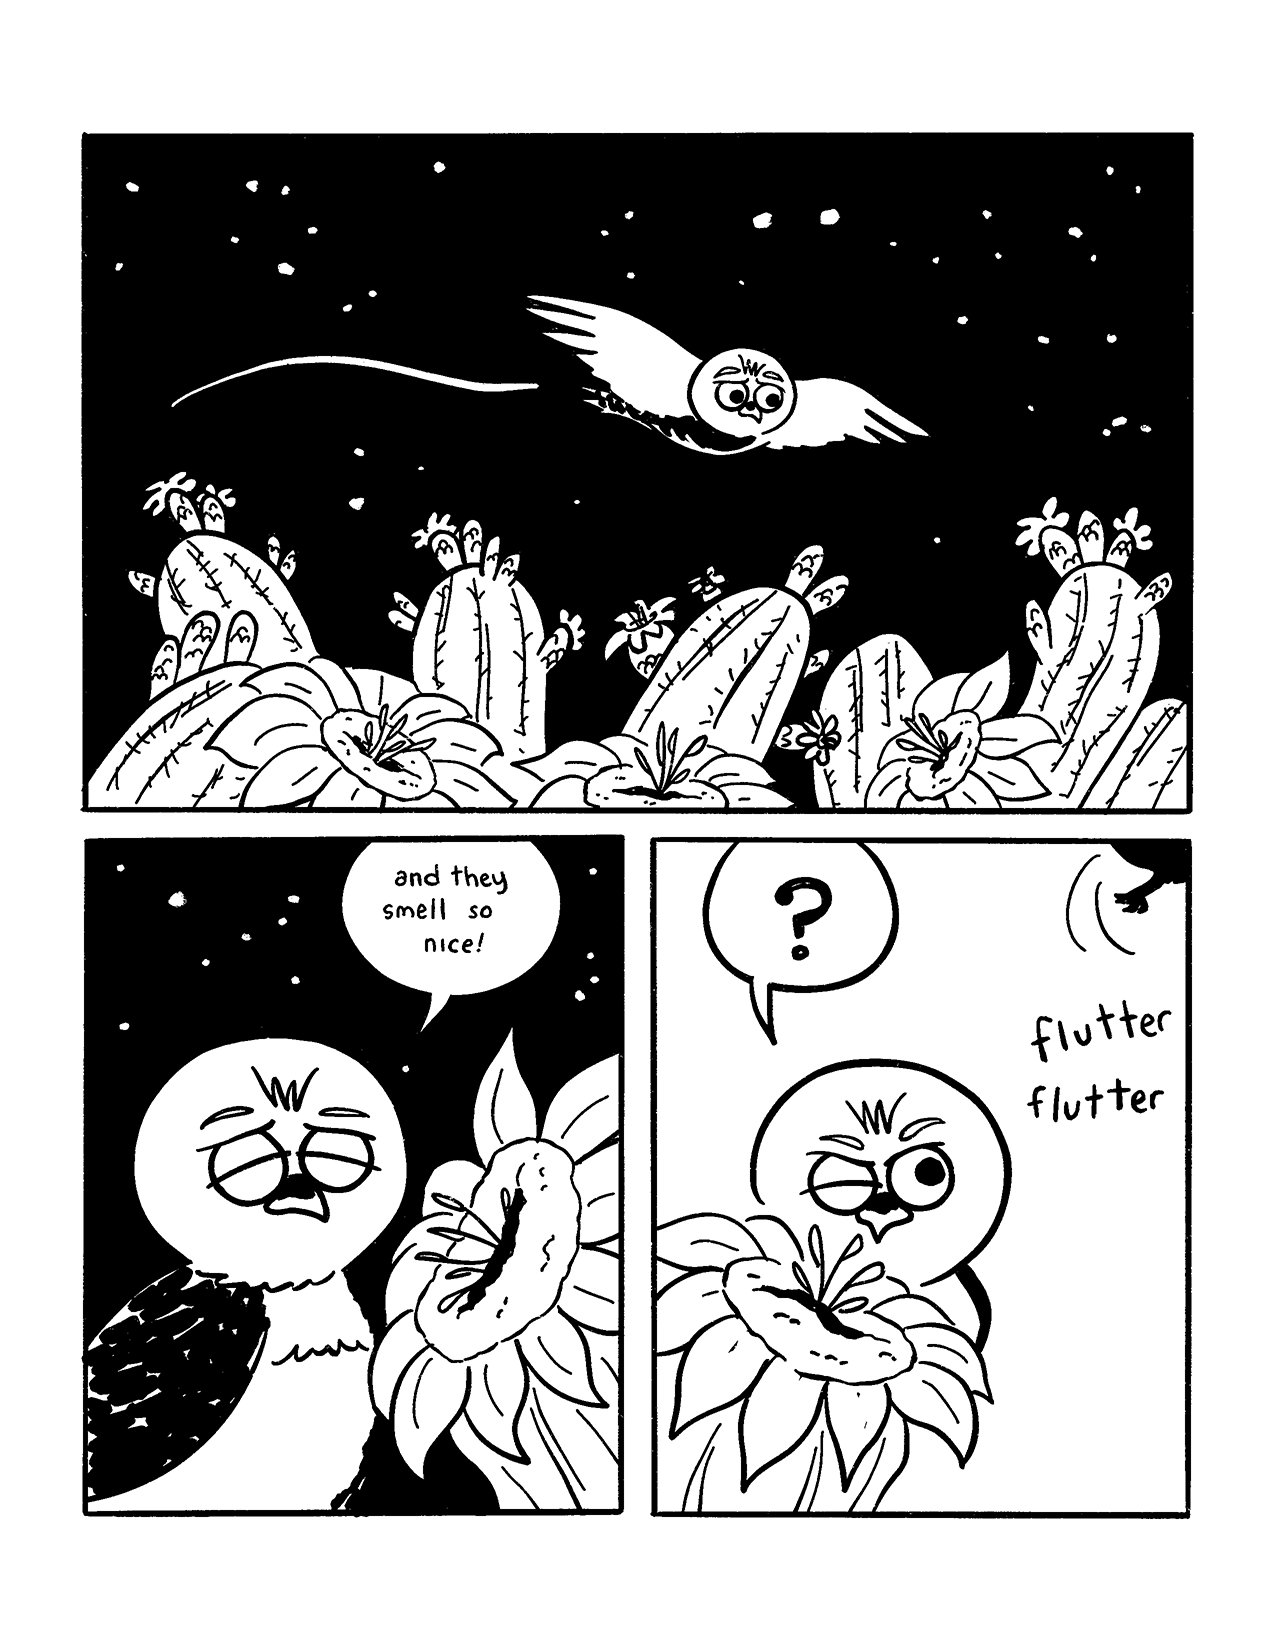 and they
smell so
nice!
?
flutter
flutter